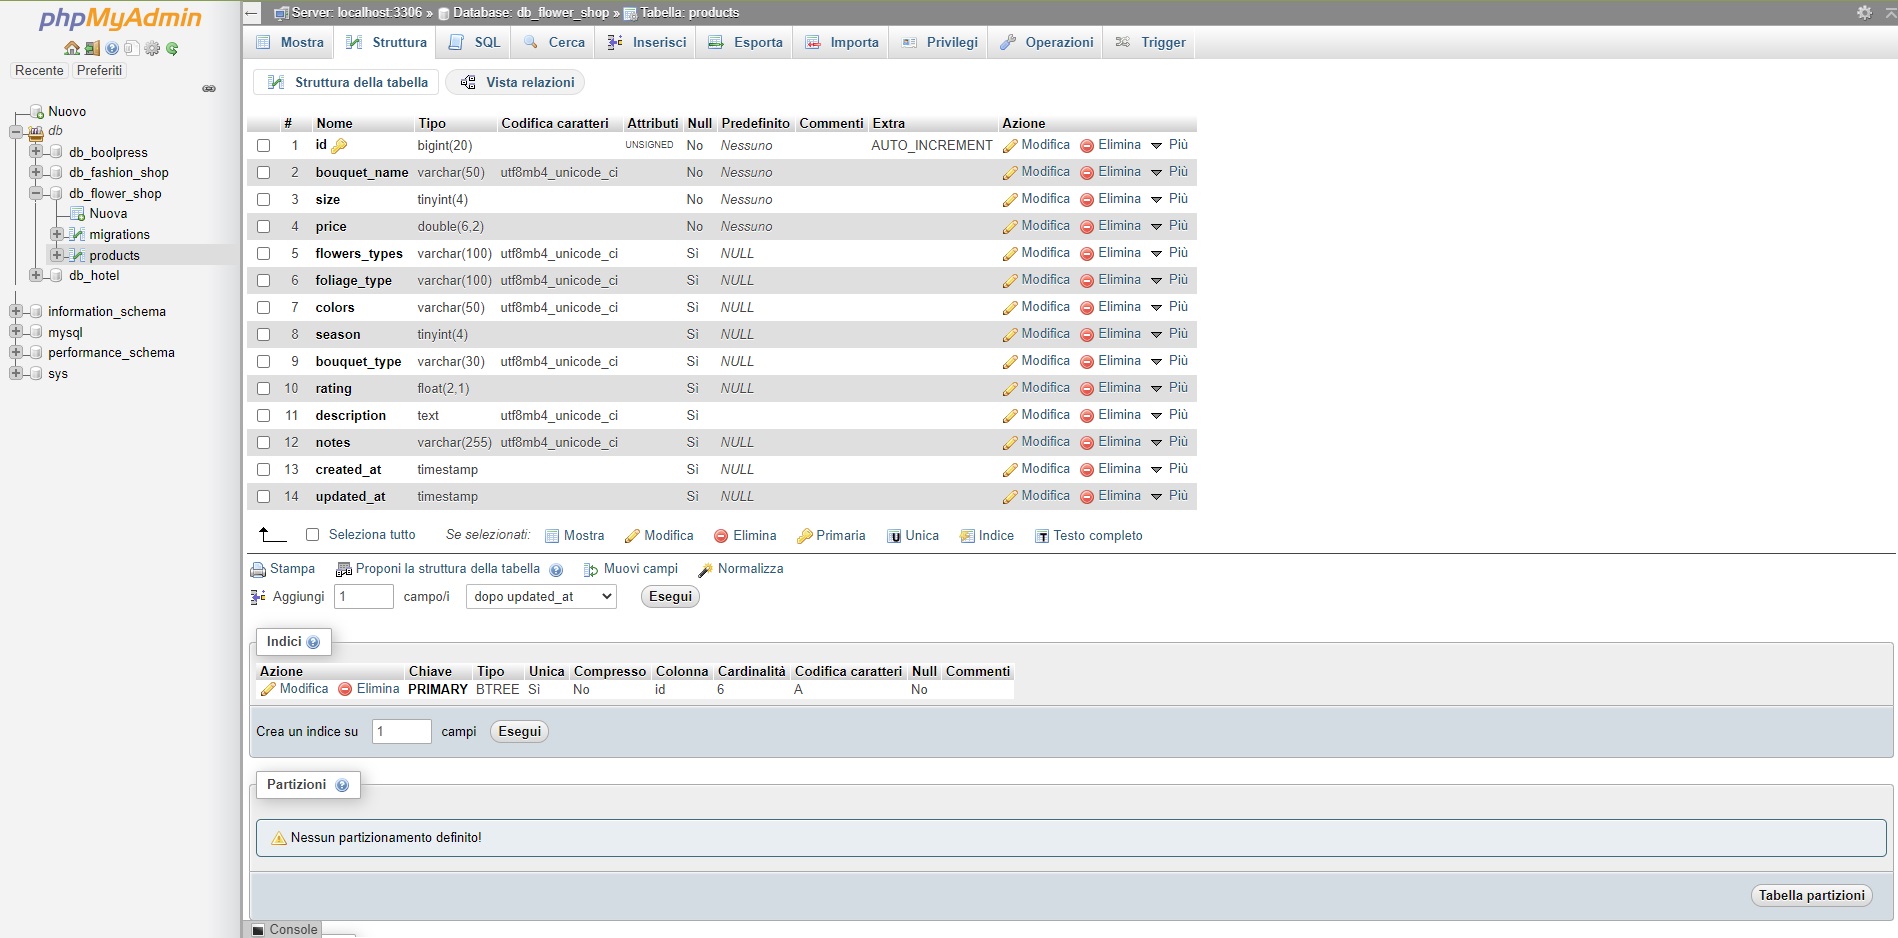 phpMyAdmin
Recente Preferiti
Nuovo
db
db_boolpress
db_fashion_shop
db_flower_shop
Nuova
migrations
products
db_hotel
information_schema
mysql
performance_schema
sys
Server: localhost:3306 » Database: db_flower_shop » Tabella: products
Mostra Struttura SQL Cerca Inserisci Esporta Importa Privilegi Operazioni Trigger
Struttura della tabella Vista relazioni
# Nome Tipo Codifica caratteri Attributi Null Predefinito Commenti Extra Azione
1 id bigint(20) UNSIGNED No Nessuno AUTO_INCREMENT Modifica Elimina Più
2 bouquet_name varchar(50) utf8mb4_unicode_ci No Nessuno Modifica Elimina Più
3 size tinyint(4) No Nessuno Modifica Elimina Più
4 price double(6,2) No Nessuno Modifica Elimina Più
5 flowers_types varchar(100) utf8mb4_unicode_ci Sì NULL Modifica Elimina Più
6 foliage_type varchar(100) utf8mb4_unicode_ci Sì NULL Modifica Elimina Più
7 colors varchar(50) utf8mb4_unicode_ci Sì NULL Modifica Elimina Più
8 season tinyint(4) Sì NULL Modifica Elimina Più
9 bouquet_type varchar(30) utf8mb4_unicode_ci Sì NULL Modifica Elimina Più
10 rating float(2,1) Sì NULL Modifica Elimina Più
11 description text utf8mb4_unicode_ci Sì Modifica Elimina Più
12 notes varchar(255) utf8mb4_unicode_ci Sì NULL Modifica Elimina Più
13 created_at timestamp Sì NULL Modifica Elimina Più
14 updated_at timestamp Sì NULL Modifica Elimina Più
Seleziona tutto Se selezionati: Mostra Modifica Elimina Primaria Unica Indice Testo completo
Stampa Proponi la struttura della tabella Muovi campi Normalizza
Aggiungi 1 campo/i dopo updated_at Esegui
Indici
Azione Chiave Tipo Unica Compresso Colonna Cardinalità Codifica caratteri Null Commenti
Modifica Elimina PRIMARY BTREE Sì No id 6 A No
Crea un indice su 1 campi Esegui
Partizioni
Nessun partizionamento definito!
Tabella partizioni
Console